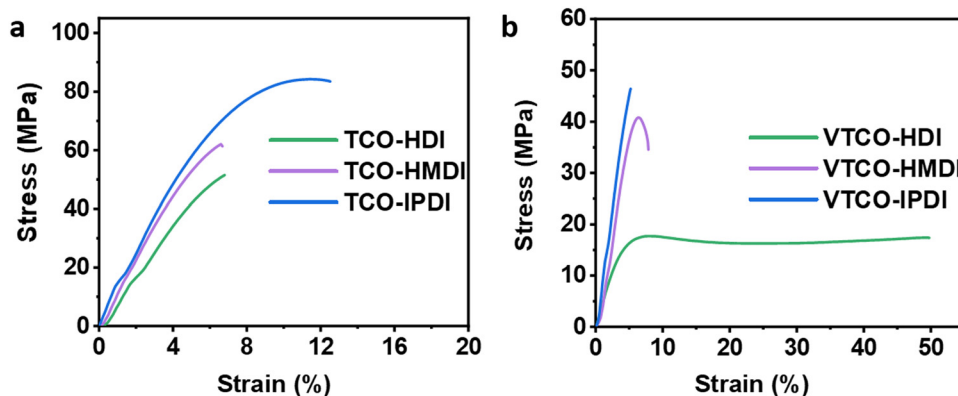 a
100
80
60
40
20
0
Stress (MPa)
TCO-HDI
TCO-HMDI
TCO-IPDI
0 4 8 12 16 20
Strain (%)
b
60
50
40
30
20
10
0
Stress (MPa)
VTCO-HDI
VTCO-HMDI
VTCO-IPDI
0 10 20 30 40 50
Strain (%)